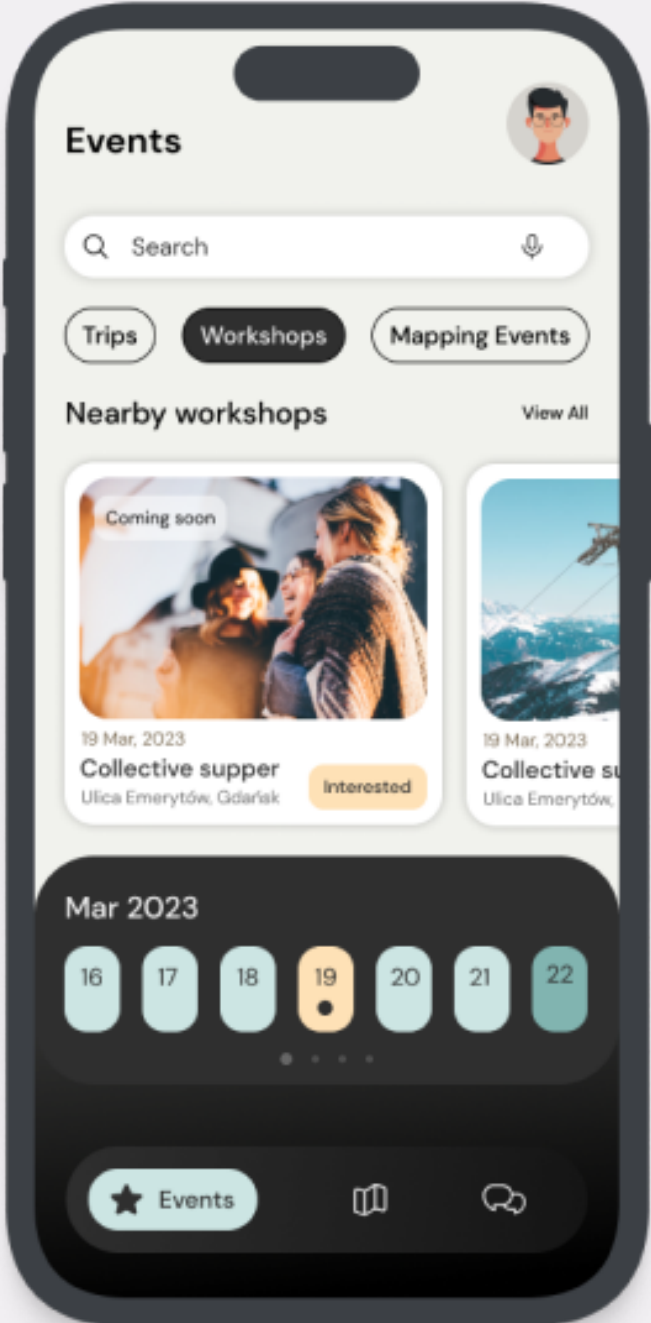 Events
Search
Trips
Workshops
Mapping Events
Nearby workshops
View All
Coming soon
19 Mar, 2023
Collective supper
Ulica Emerytów, Gdańsk
Interested
19 Mar, 2023
Collective su
Ulica Emerytów,
Mar 2023
16 17 18 19 20 21 22
Events